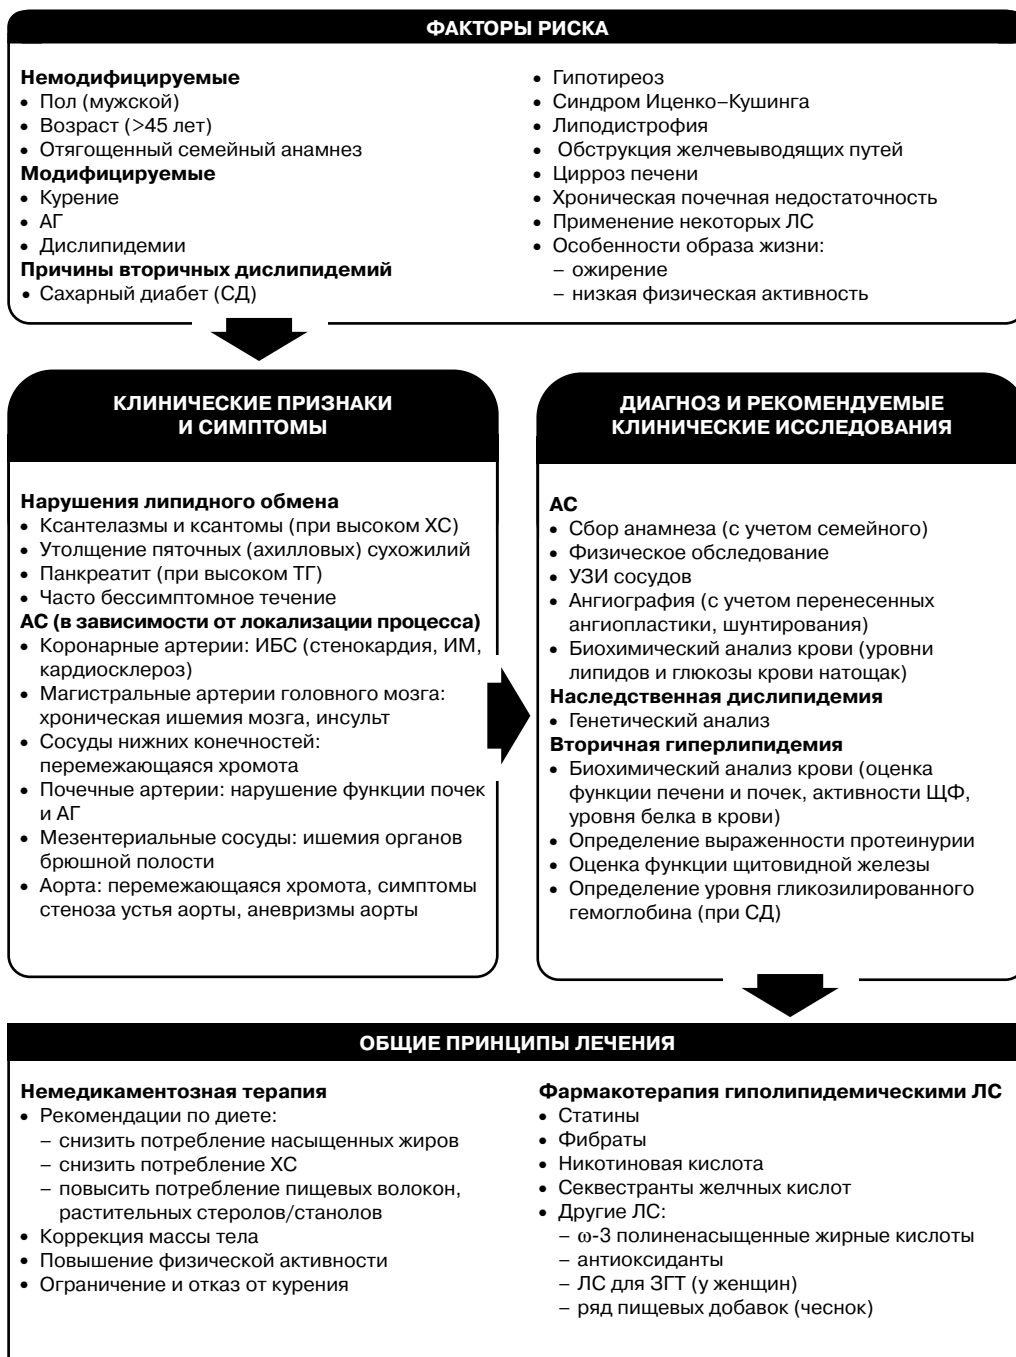 ФАКТОРЫ РИСКА
Немодифицируемые
• Пол (мужской)
• Возраст (>45 лет)
• Отягощенный семейный анамнез
Модифицируемые
• Курение
• АГ
• Дислипидемии
Причины вторичных дислипидемий
• Сахарный диабет (СД)
• Гипотиреоз
• Синдром Иценко–Кушинга
• Липодистрофия
• Обструкция желчевыводящих путей
• Цирроз печени
• Хроническая почечная недостаточность
• Применение некоторых ЛС
• Особенности образа жизни:
– ожирение
– низкая физическая активность
КЛИНИЧЕСКИЕ ПРИЗНАКИ
И СИМПТОМЫ
Нарушения липидного обмена
• Ксантелазмы и ксантомы (при высоком ХС)
• Утолщение пяточных (ахилловых) сухожилий
• Панкреатит (при высоком ТГ)
• Часто бессимптомное течение
АС (в зависимости от локализации процесса)
• Коронарные артерии: ИБС (стенокардия, ИМ,
кардиосклероз)
• Магистральные артерии головного мозга:
хроническая ишемия мозга, инсульт
• Сосуды нижних конечностей:
перемежающаяся хромота
• Почечные артерии: нарушение функции почек
и АГ
• Мезентериальные сосуды: ишемия органов
брюшной полости
• Аорта: перемежающаяся хромота, симптомы
стеноза устья аорты, аневризмы аорты
ДИАГНОЗ И РЕКОМЕНДУЕМЫЕ
КЛИНИЧЕСКИЕ ИССЛЕДОВАНИЯ
АС
• Сбор анамнеза (с учетом семейного)
• Физическое обследование
• УЗИ сосудов
• Ангиография (с учетом перенесенных
ангиопластики, шунтирования)
• Биохимический анализ крови (уровни
липидов и глюкозы крови натощак)
Наследственная дислипидемия
• Генетический анализ
Вторичная гиперлипидемия
• Биохимический анализ крови (оценка
функции печени и почек, активности ЩФ,
уровня белка в крови)
• Определение выраженности протеинурии
• Оценка функции щитовидной железы
• Определение уровня гликозилированного
гемоглобина (при СД)
ОБЩИЕ ПРИНЦИПЫ ЛЕЧЕНИЯ
Немедикаментозная терапия
• Рекомендации по диете:
– снизить потребление насыщенных жиров
– снизить потребление ХС
– повысить потребление пищевых волокон,
растительных стеролов/станолов
• Коррекция массы тела
• Повышение физической активности
• Ограничение и отказ от курения
Фармакотерапия гиполипидемическими ЛС
• Статины
• Фибраты
• Никотиновая кислота
• Секвестранты желчных кислот
• Другие ЛС:
– ω-3 полиненасыщенные жирные кислоты
– антиоксиданты
– ЛС для ЗГТ (у женщин)
– ряд пищевых добавок (чеснок)